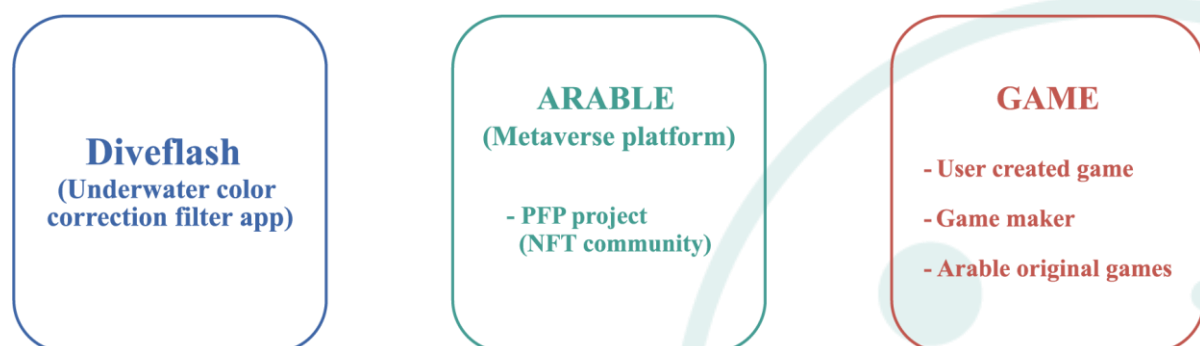 Diveflash
(Underwater color
correction filter app)
ARABLE
(Metaverse platform)
- PFP project
(NFT community)
GAME
- User created game
- Game maker
- Arable original games